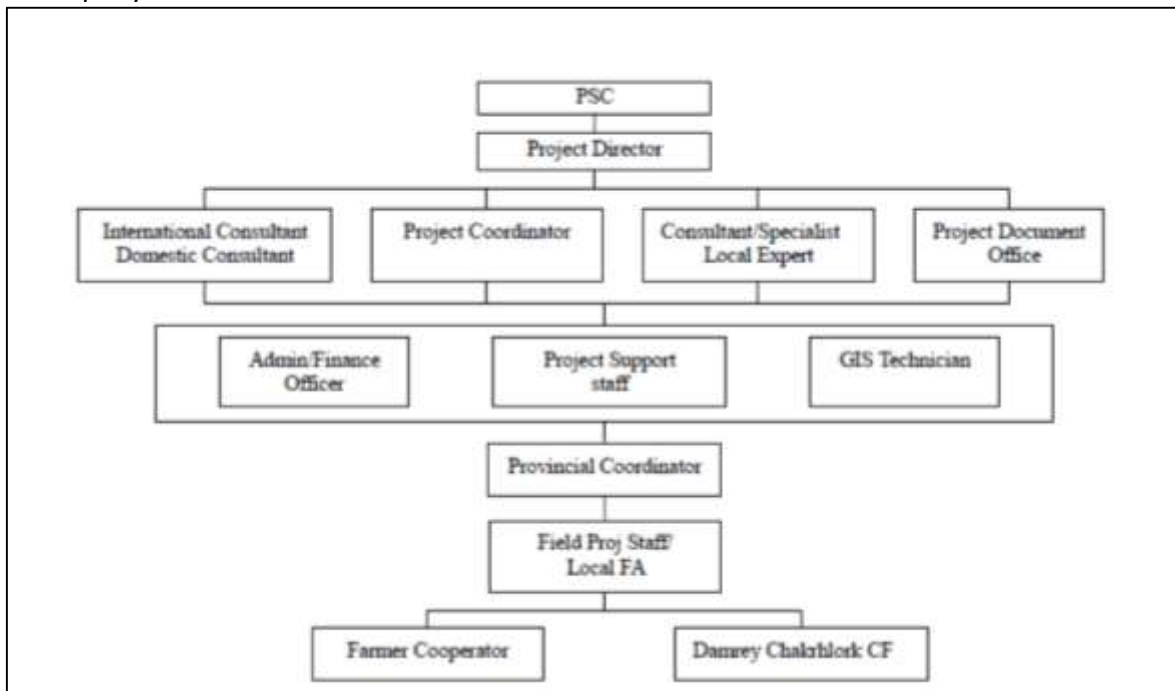 PSC
Project Director
International Consultant
Domestic Consultant
Project Coordinator
Consultant/Specialist
Local Expert
Project Document
Office
Admin/Finance
Officer
Project Support
staff
GIS Technician
Provincial Coordinator
Field Proj Staff/
Local FA
Farmer Cooperator
Damrey Chakrhlork CF